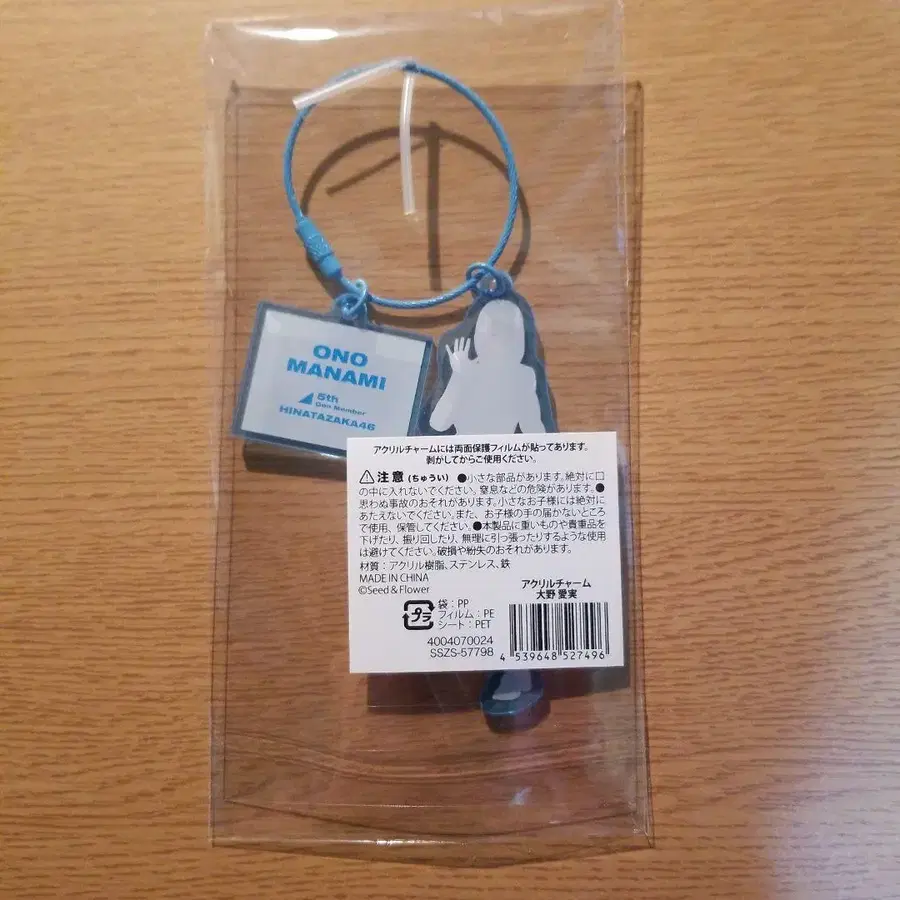 ONO
MANAMI
5th
Gen Member
HINATAZAKA46
アクリルチャームには両面保護フィルムが貼ってあります。
剥がしてからご使用ください。
注意 (ちゅうい) ●小さな部品があります。絶対に口
の中に入れないでください。窒息などの危険があります。●
思わぬ事故のおそれがあります。小さなお子様には絶対に
あたえないでください。また、お子様の手の届かないところ
で使用、保管してください。●本製品に重いものや貴重品を
下げたり、振り回したり、無理に引っ張ったりするような使用
は避けてください。破損や紛失のおそれがあります。
材質：アクリル樹脂、ステンレス、鉄
MADE IN CHINA
©Seed & Flower
アクリルチャーム
大野 愛実
プラ
袋：PP
フィルム：PE
シート：PET
4004070024
SSZS-57798
4 539648 527496